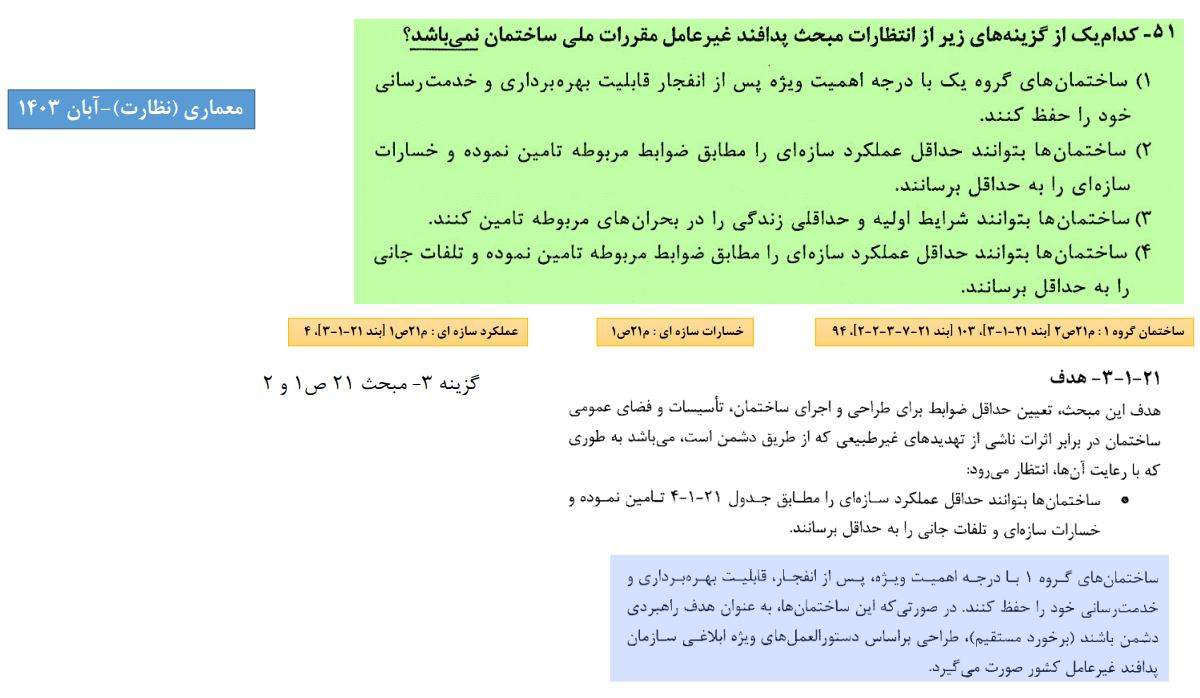 ۵۱- کدام‌یک از گزینه‌های زیر از انتظارات مبحث پدافند غیرعامل مقررات ملی ساختمان نمی‌باشد؟
۱) ساختمان‌های گروه یک با درجه اهمیت ویژه پس از انفجار قابلیت بهره‌برداری و خدمت‌رسانی
خود را حفظ کنند.
۲) ساختمان‌ها بتوانند حداقل عملکرد سازه‌ای را مطابق ضوابط مربوطه تامین نموده و خسارات
سازه‌ای را به حداقل برسانند.
۳) ساختمان‌ها بتوانند شرایط اولیه و حداقلی زندگی را در بحران‌های مربوطه تامین کنند.
۴) ساختمان‌ها بتوانند حداقل عملکرد سازه‌ای را مطابق ضوابط مربوطه تامین نموده و تلفات جانی
را به حداقل برسانند.
معماری (نظارت)-آبان ۱۴۰۳
ساختمان گروه ۱ : م۲۱ص۲ [بند ۲۱-۱-۳]، ۱۰۳ [بند ۲۱-۷-۳-۲-۲]، ۹۴
خسارات سازه ای : م۲۱ص۱
عملکرد سازه ای : م۲۱ص۱ [بند ۲۱-۱-۳]، ۴
۲۱-۱-۳- هدف
گزینه ۳- مبحث ۲۱ ص۱ و ۲
هدف این مبحث، تعیین حداقل ضوابط برای طراحی و اجرای ساختمان، تأسیسات و فضای عمومی
ساختمان در برابر اثرات ناشی از تهدیدهای غیرطبیعی که از طریق دشمن است، می‌باشد به طوری
که با رعایت آن‌ها، انتظار می‌رود:
• ساختمان‌ها بتوانند حداقل عملکرد سازه‌ای را مطابق جدول ۲۱-۱-۴ تامین نموده و
خسارات سازه‌ای و تلفات جانی را به حداقل برسانند.
ساختمان‌های گروه ۱ با درجه اهمیت ویژه، پس از انفجار، قابلیت بهره‌برداری و
خدمت‌رسانی خود را حفظ کنند. در صورتی‌که این ساختمان‌ها، به عنوان هدف راهبردی
دشمن باشند (برخورد مستقیم)، طراحی براساس دستورالعمل‌های ویژه ابلاغی سازمان
پدافند غیرعامل کشور صورت می‌گیرد.